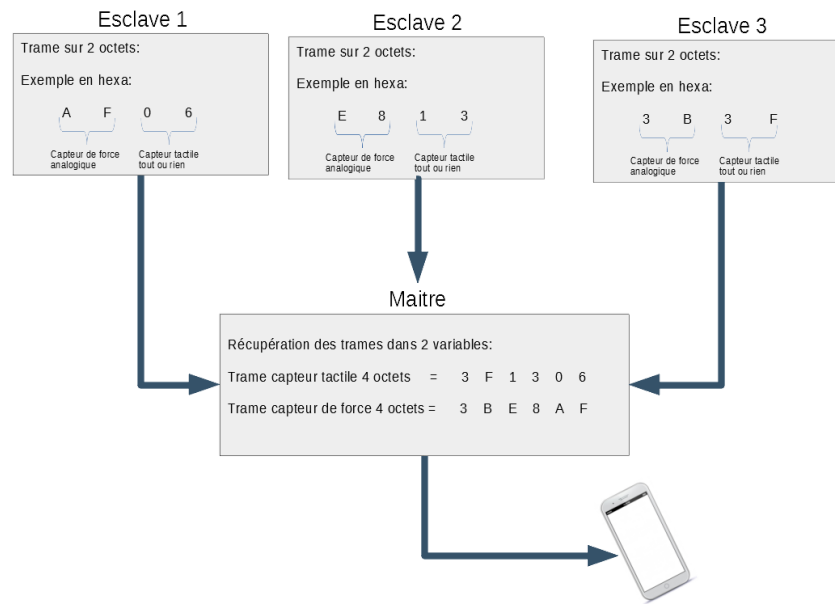 Esclave 1
Trame sur 2 octets:
Exemple en hexa:
A F 0 6
Capteur de force
analogique
Capteur tactile
tout ou rien
Esclave 2
Trame sur 2 octets:
Exemple en hexa:
E 8 1 3
Capteur de force
analogique
Capteur tactile
tout ou rien
Esclave 3
Trame sur 2 octets:
Exemple en hexa:
3 B 3 F
Capteur de force
analogique
Capteur tactile
tout ou rien
Maitre
Récupération des trames dans 2 variables:
Trame capteur tactile 4 octets = 3 F 1 3 0 6
Trame capteur de force 4 octets = 3 B E 8 A F